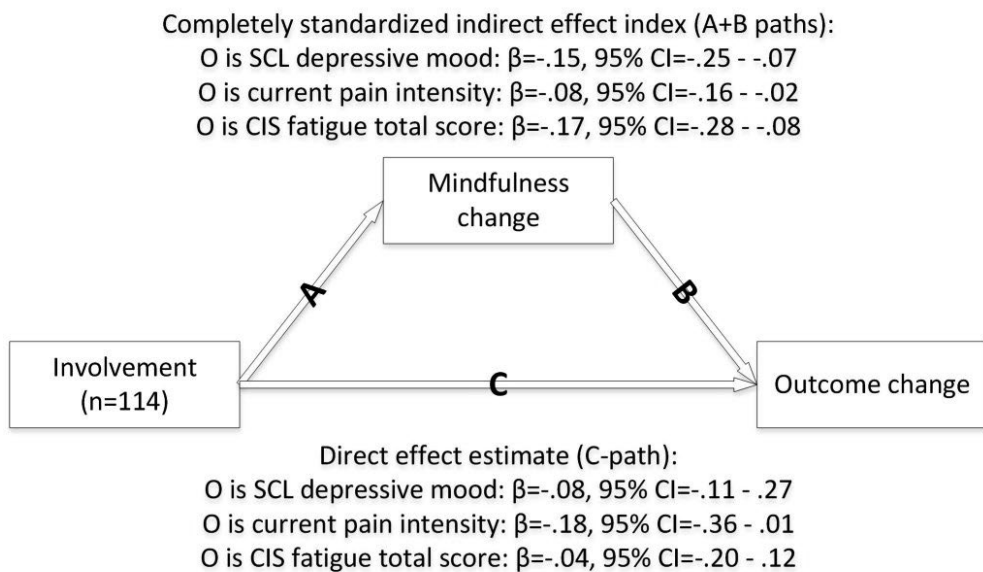 Completely standardized indirect effect index (A+B paths):
O is SCL depressive mood: β=-.15, 95% CI=-.25 - -.07
O is current pain intensity: β=-.08, 95% CI=-.16 - -.02
O is CIS fatigue total score: β=-.17, 95% CI=-.28 - -.08
Mindfulness
change
A
B
Involvement
(n=114)
C
Outcome change
Direct effect estimate (C-path):
O is SCL depressive mood: β=-.08, 95% CI=-.11 - .27
O is current pain intensity: β=-.18, 95% CI=-.36 - .01
O is CIS fatigue total score: β=-.04, 95% CI=-.20 - .12